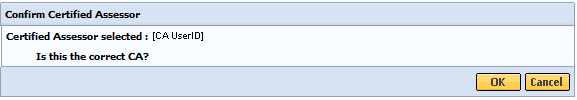 Confirm Certified Assessor
Certified Assessor selected : [CA UserID]
Is this the correct CA?
OK Cancel